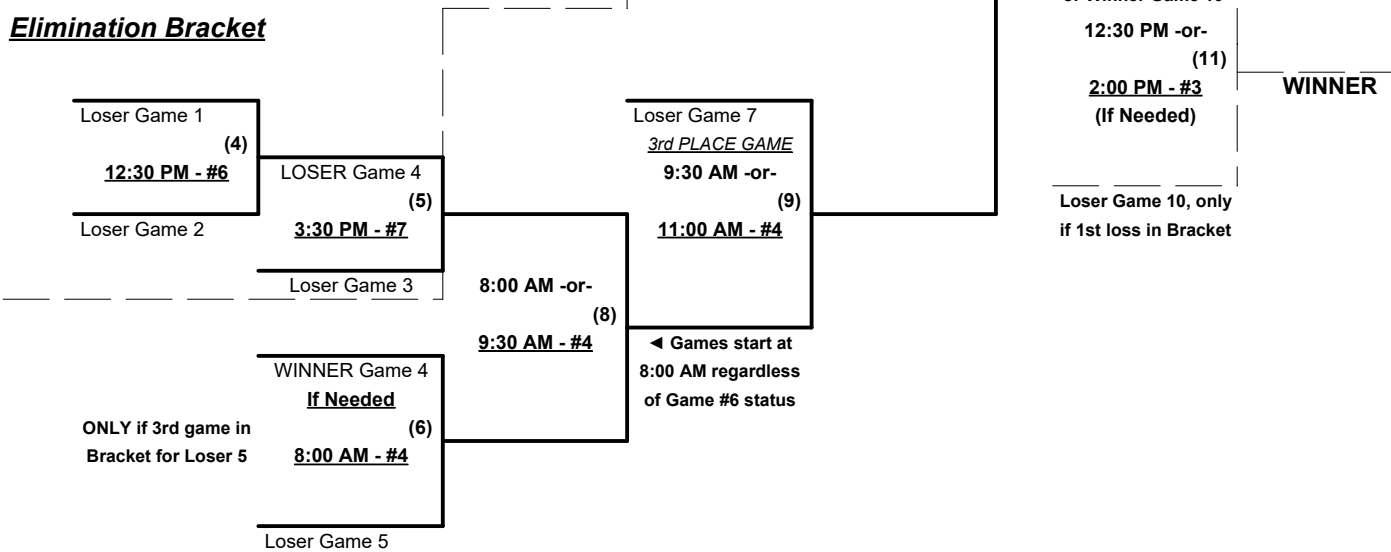 Elimination Bracket
12:30 PM -or-
(11)
2:00 PM - #3
(If Needed)
WINNER
Loser Game 10, only
if 1st loss in Bracket
Loser Game 1
(4)
12:30 PM - #6
Loser Game 2
LOSER Game 4
(5)
3:30 PM - #7
Loser Game 3
Loser Game 7
3rd PLACE GAME
9:30 AM -or-
(9)
11:00 AM - #4
8:00 AM -or-
(8)
9:30 AM - #4
◄ Games start at
8:00 AM regardless
of Game #6 status
WINNER Game 4
If Needed
(6)
8:00 AM - #4
ONLY if 3rd game in
Bracket for Loser 5
Loser Game 5